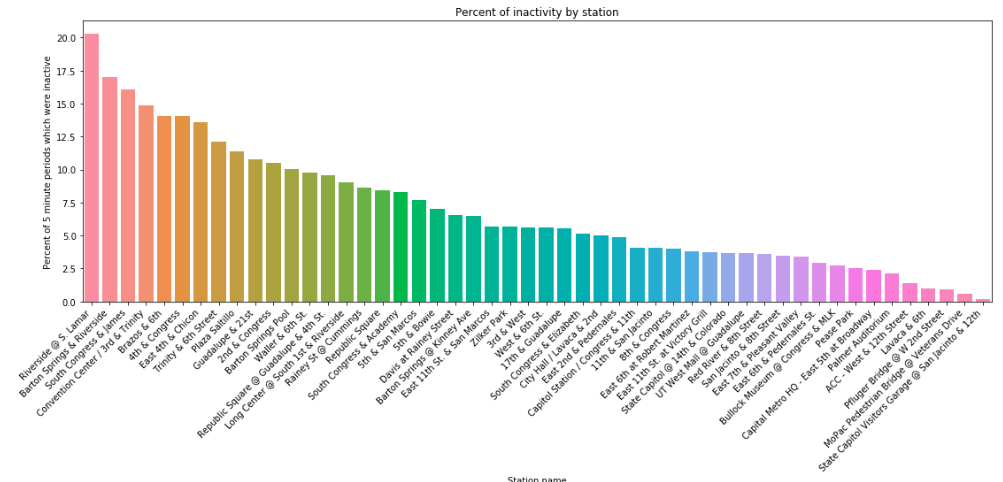 Percent of inactivity by station
Percent of 5 minute periods which were inactive
20.0
17.5
15.0
12.5
10.0
7.5
5.0
2.5
0.0
Riverside @ S. Lamar
Barton Springs & Riverside
South Congress & James
Convention Center / 3rd & Trinity
Brazos & 6th
4th & Congress
East 4th & Chicon
Trinity & 6th Street
Plaza Saltillo
Guadalupe & 21st
2nd & Congress
Barton Springs Pool
Waller & 6th St.
Republic Square @ Guadalupe & 4th St.
Long Center @ South 1st & Riverside
Rainey St @ Cummings
Republic Square
South Congress & Academy
5th & San Marcos
5th & Bowie
Davis at Rainey Street
Barton Springs @ Kinney Ave
East 11th St. & San Marcos
Zilker Park
3rd & West
West & 6th St.
17th & Guadalupe
South Congress & Elizabeth
City Hall / Lavaca & 2nd
East 2nd & Pedernales
Capitol Station / Congress & 11th
11th & San Jacinto
8th & Congress
East 6th at Robert Martinez
East 11th St. at Victory Grill
State Capitol @ 14th & Colorado
UT West Mall @ Guadalupe
Red River & 8th Street
San Jacinto & 8th Street
East 7th & Pleasant Valley
East 6th & Pedernales St.
Bullock Museum @ Congress & MLK
Pease Park
Capital Metro HQ - East 5th at Broadway
Palmer Auditorium
ACC - West & 12th Street
Lavaca & 6th
Pfluger Bridge @ W 2nd Street
MoPac Pedestrian Bridge @ Veterans Drive
State Capitol Visitors Garage @ San Jacinto & 12th
Station name